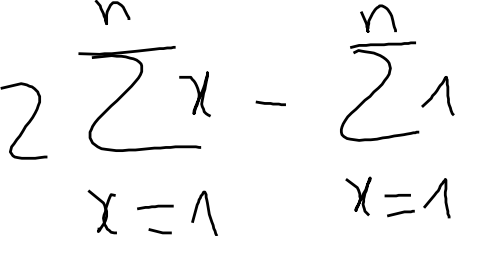 n n
2 ∑ x - ∑ 1
x = 1 x = 1